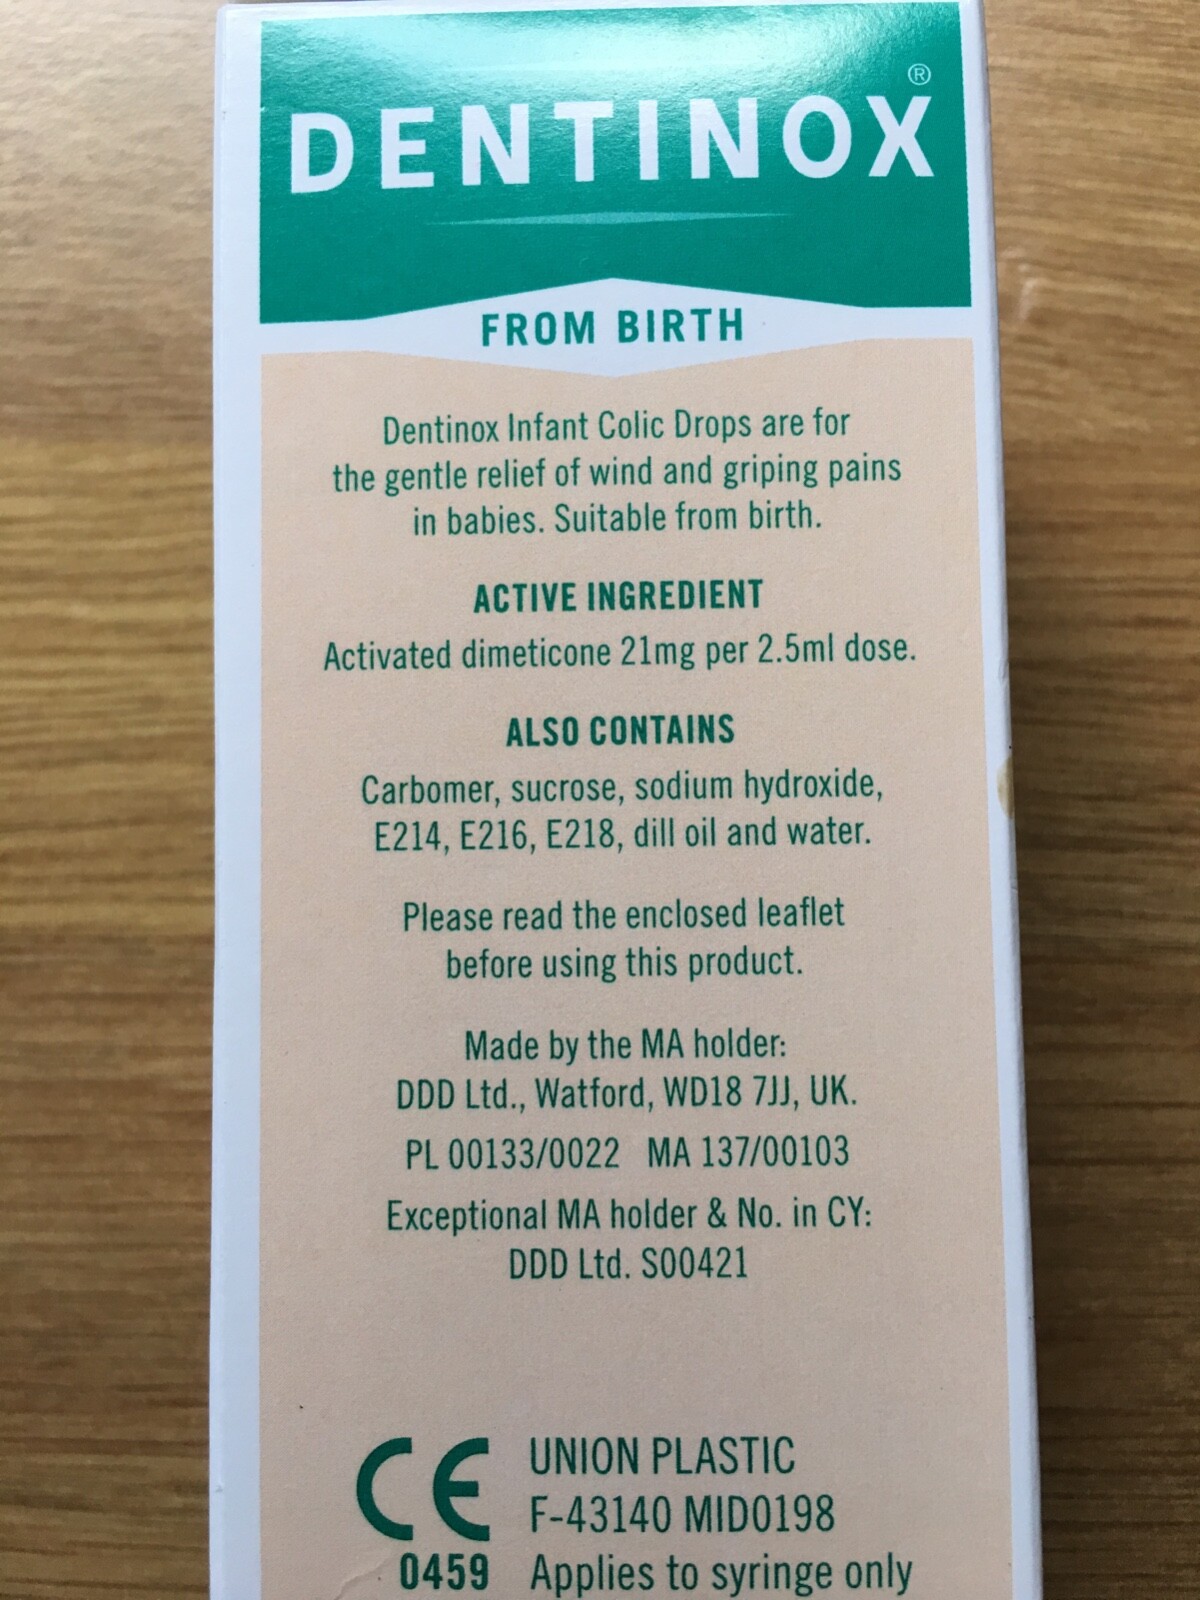 DENTINOX®
FROM BIRTH
Dentinox Infant Colic Drops are for
the gentle relief of wind and griping pains
in babies. Suitable from birth.
ACTIVE INGREDIENT
Activated dimeticone 21mg per 2.5ml dose.
ALSO CONTAINS
Carbomer, sucrose, sodium hydroxide,
E214, E216, E218, dill oil and water.
Please read the enclosed leaflet
before using this product.
Made by the MA holder:
DDD Ltd., Watford, WD18 7JJ, UK.
PL 00133/0022 MA 137/00103
Exceptional MA holder & No. in CY:
DDD Ltd. S00421
CE UNION PLASTIC
F-43140 MID0198
0459 Applies to syringe only